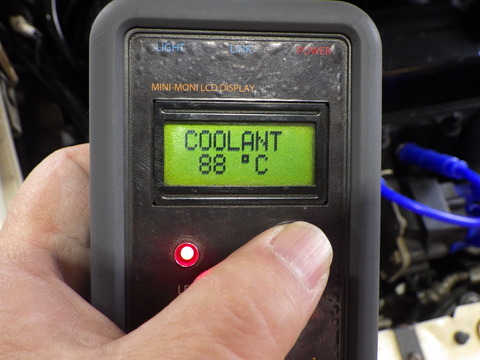 LIGHT LINK POWER
MINI-MONI LCD DISPLAY
COOLANT
88 °C